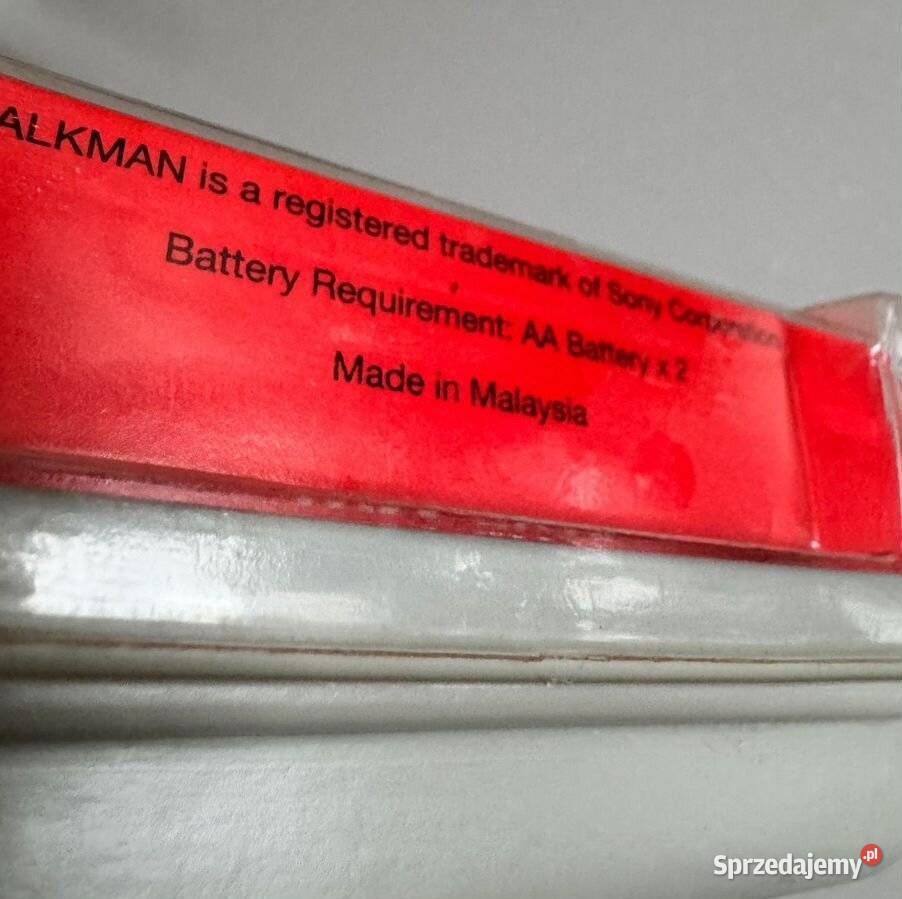 ALKMAN is a registered trademark of Sony Corporation
Battery Requirement: AA Battery x 2
Made in Malaysia
Sprzedajemy.pl